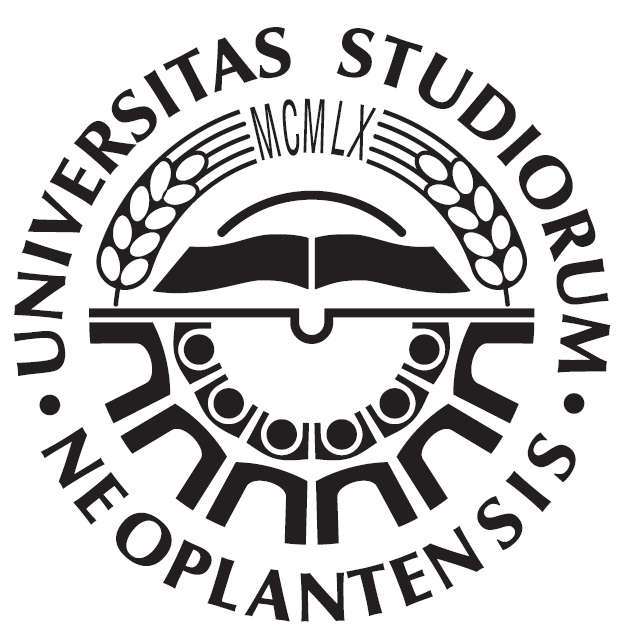 UNIVERSITAS STUDIORUM
MCMLX
• NEOPLANTENSIS •